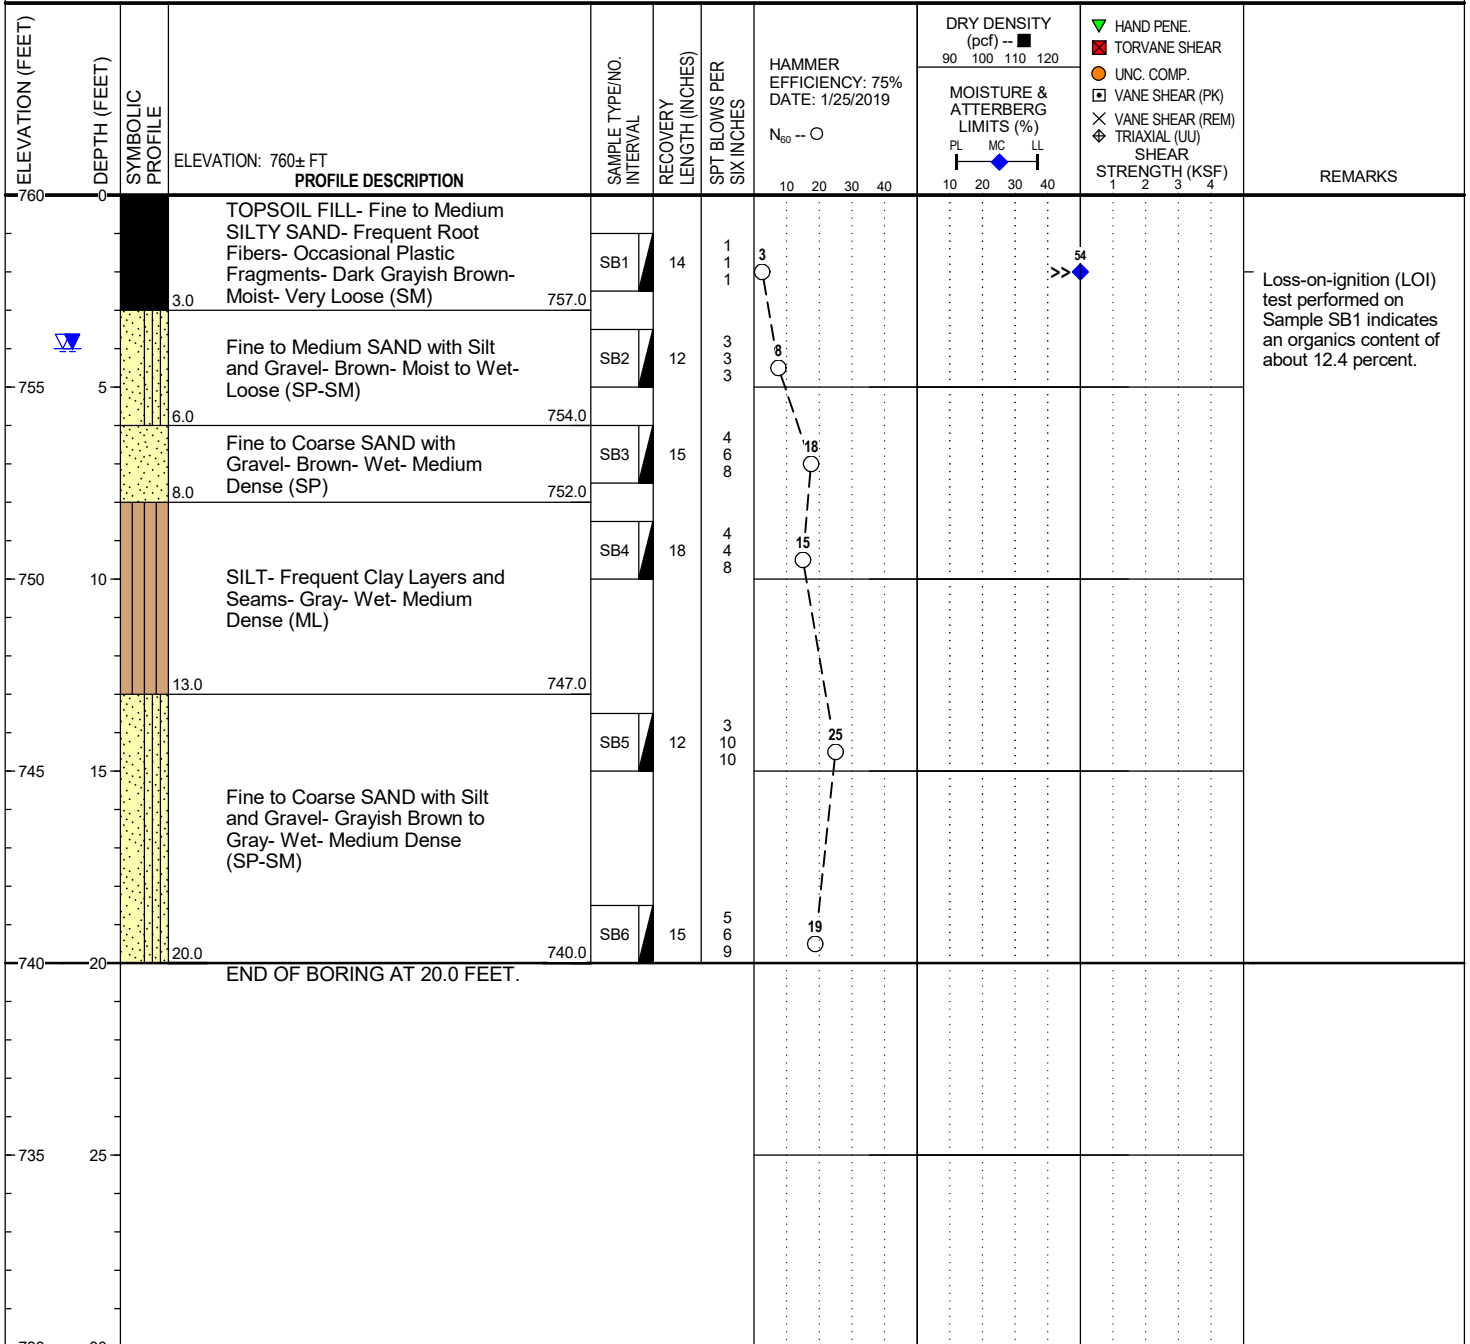 ELEVATION (FEET)
DEPTH (FEET)
SYMBOLIC
PROFILE
ELEVATION: 760± FT
PROFILE DESCRIPTION
SAMPLE TYPE/NO.
INTERVAL
RECOVERY
LENGTH (INCHES)
SPT BLOWS PER
SIX INCHES
HAMMER
EFFICIENCY: 75%
DATE: 1/25/2019
N60 -- O
10 20 30 40
DRY DENSITY
(pcf) -- ■
90 100 110 120
MOISTURE &
ATTERBERG
LIMITS (%)
PL MC LL
10 20 30 40
HAND PENE.
TORVANE SHEAR
UNC. COMP.
VANE SHEAR (PK)
VANE SHEAR (REM)
TRIAXIAL (UU)
SHEAR
STRENGTH (KSF)
1 2 3 4
REMARKS
760 0
TOPSOIL FILL- Fine to Medium
SILTY SAND- Frequent Root
Fibers- Occasional Plastic
Fragments- Dark Grayish Brown-
Moist- Very Loose (SM)
3.0 757.0
SB1 14
1
1
1
3
>> 54
Loss-on-ignition (LOI)
test performed on
Sample SB1 indicates
an organics content of
about 12.4 percent.
Fine to Medium SAND with Silt
and Gravel- Brown- Moist to Wet-
Loose (SP-SM)
SB2 12
3
3
3
8
755 5
6.0 754.0
Fine to Coarse SAND with
Gravel- Brown- Wet- Medium
Dense (SP)
8.0 752.0
SB3 15
4
6
8
18
SB4 18
4
4
8
15
750 10
SILT- Frequent Clay Layers and
Seams- Gray- Wet- Medium
Dense (ML)
13.0 747.0
SB5 12
3
10
10
25
745 15
Fine to Coarse SAND with Silt
and Gravel- Grayish Brown to
Gray- Wet- Medium Dense
(SP-SM)
SB6 15
5
6
9
19
20.0 740.0
740 20
END OF BORING AT 20.0 FEET.
735 25